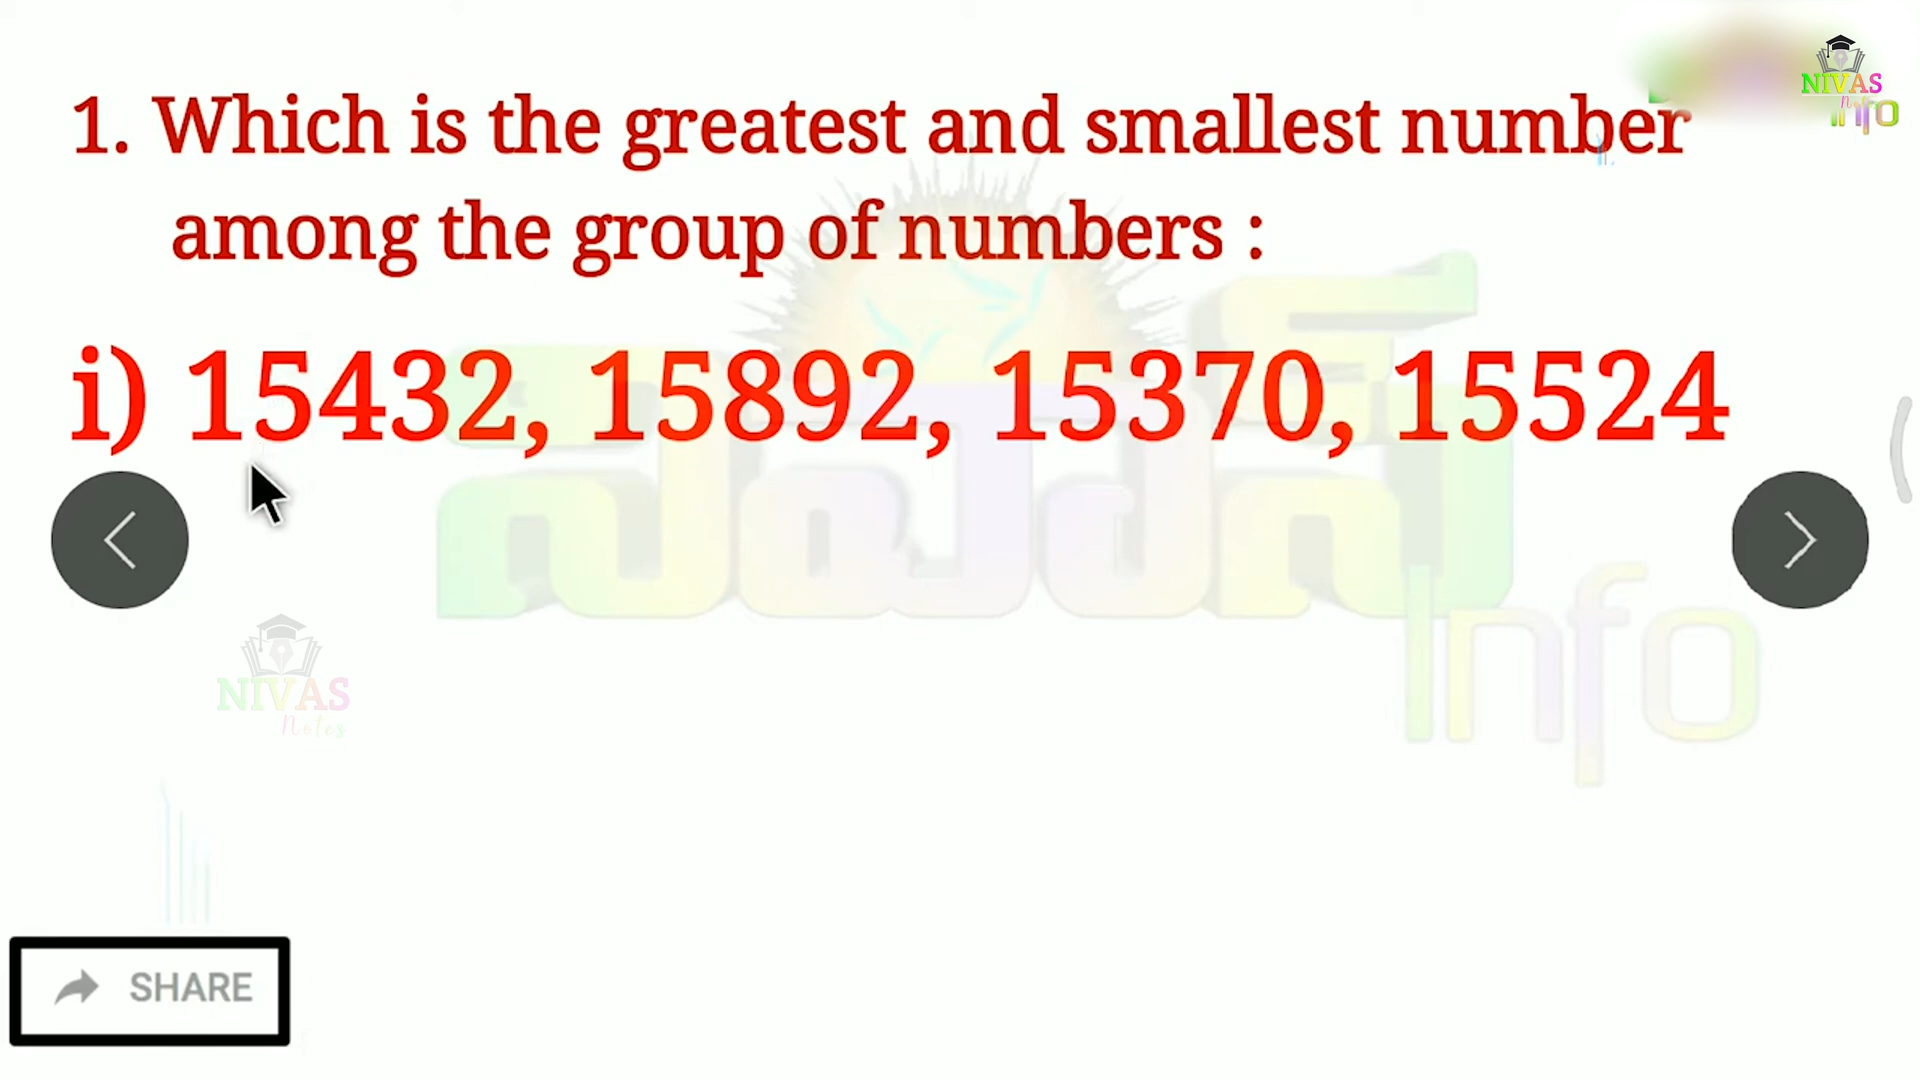 1. Which is the greatest and smallest number
among the group of numbers :
i) 15432, 15892, 15370, 15524
NIVAS
info
info
NIVAS
Notes
SHARE